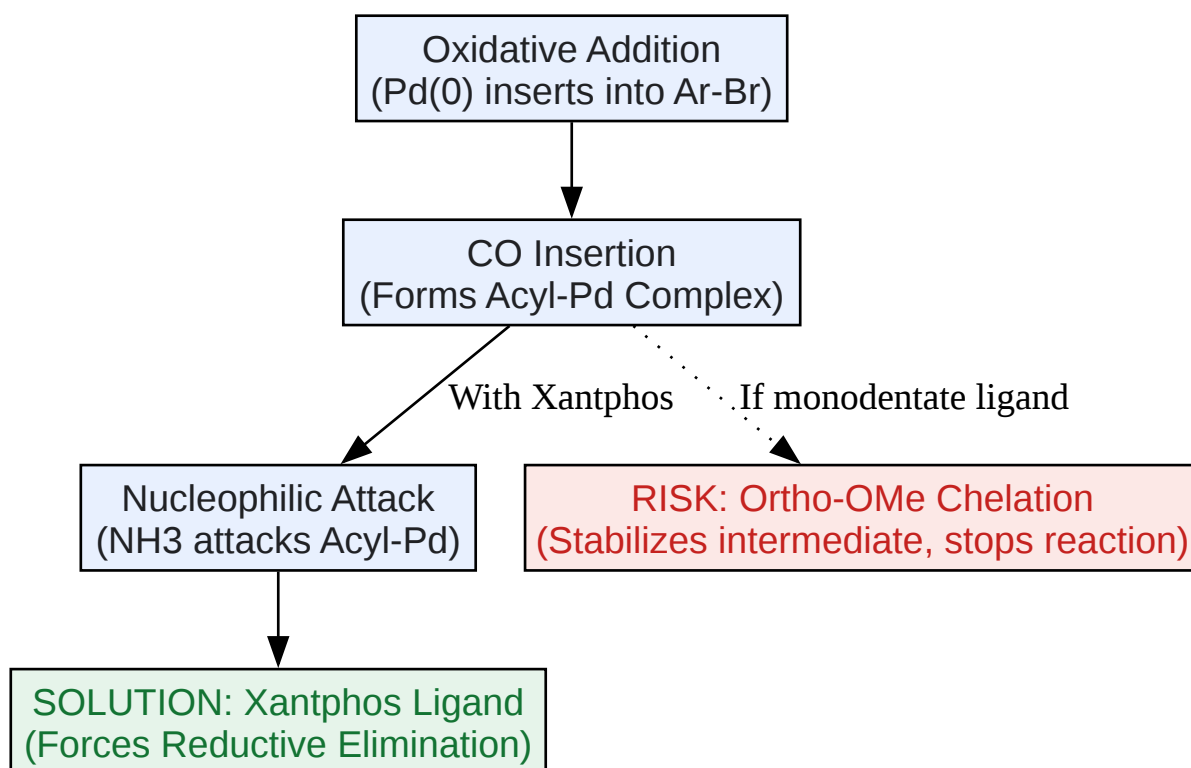 Oxidative Addition
(Pd(0) inserts into Ar-Br)
CO Insertion
(Forms Acyl-Pd Complex)
With Xantphos
If monodentate ligand
Nucleophilic Attack
(NH3 attacks Acyl-Pd)
RISK: Ortho-OMe Chelation
(Stabilizes intermediate, stops reaction)
SOLUTION: Xantphos Ligand
(Forces Reductive Elimination)